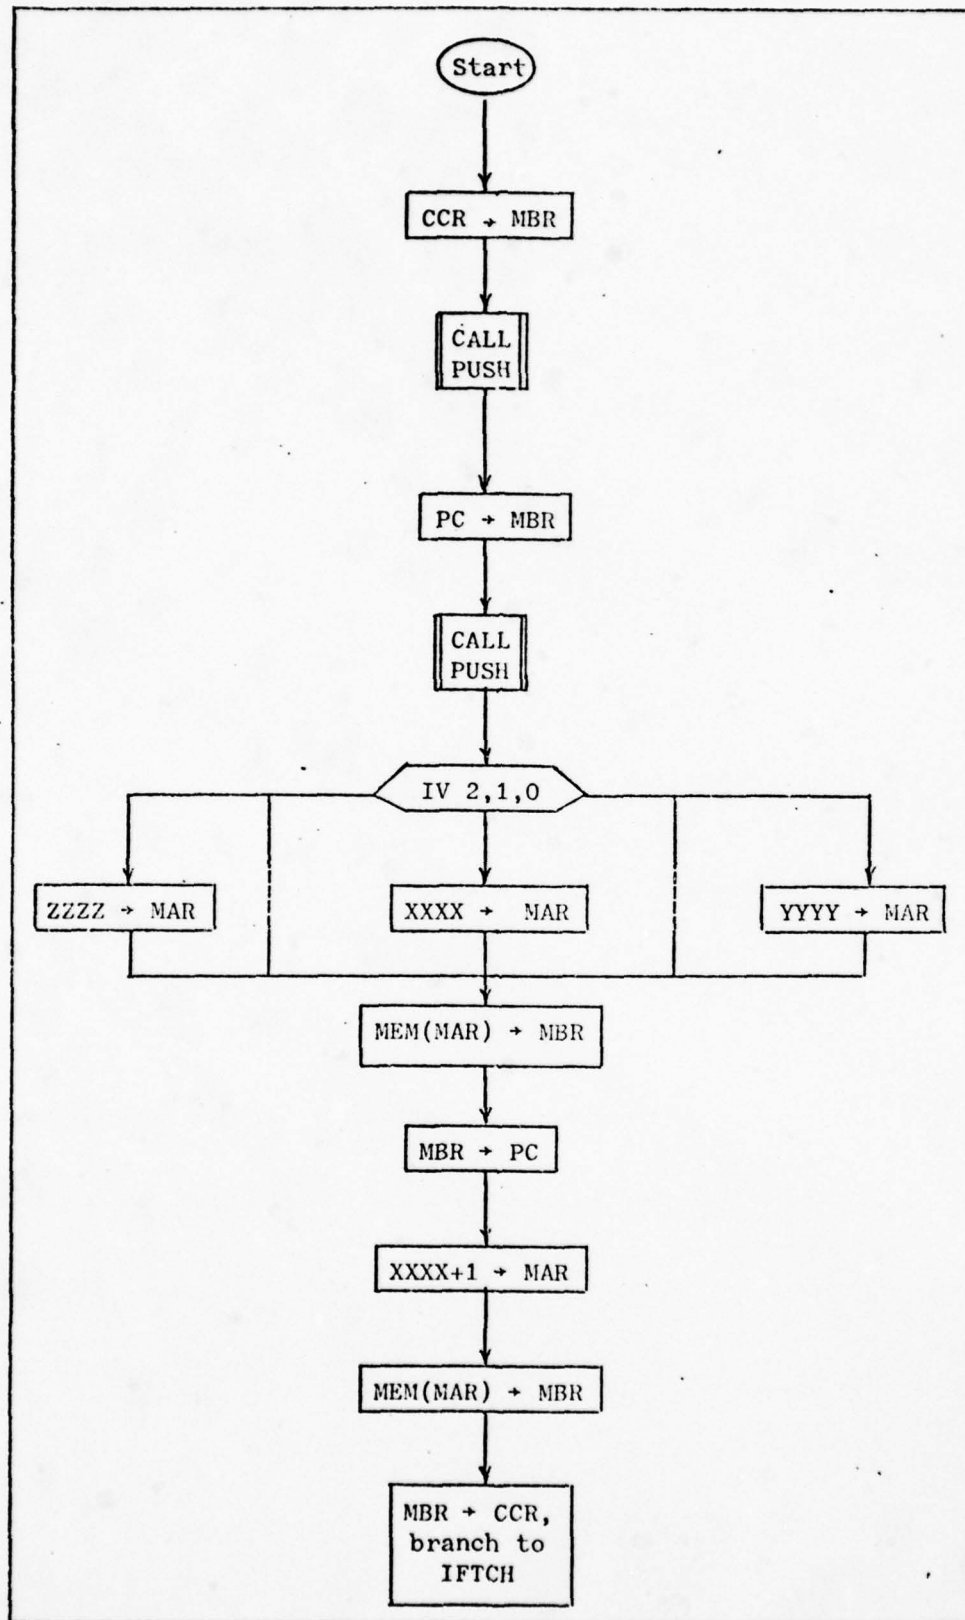 Start
CCR → MBR
CALL
PUSH
PC → MBR
CALL
PUSH
IV 2,1,0
ZZZZ → MAR
XXXX → MAR
YYYY → MAR
MEM(MAR) → MBR
MBR → PC
XXXX+1 → MAR
MEM(MAR) → MBR
MBR → CCR,
branch to
IFTCH